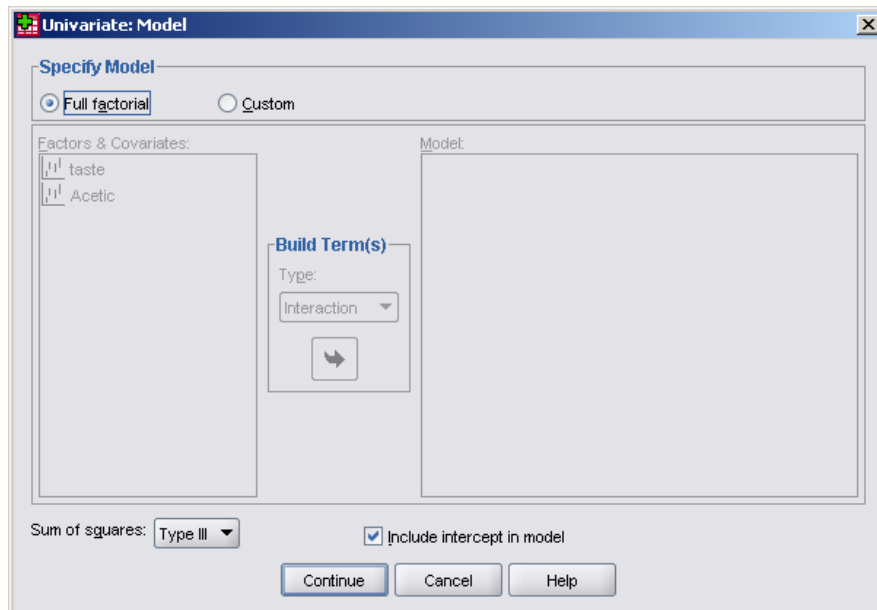 Univariate: Model
Specify Model
Full factorial
Custom
Factors & Covariates:
Model:
taste
Acetic
Build Term(s)
Type:
Interaction
Sum of squares:
Type III
Include intercept in model
Continue
Cancel
Help